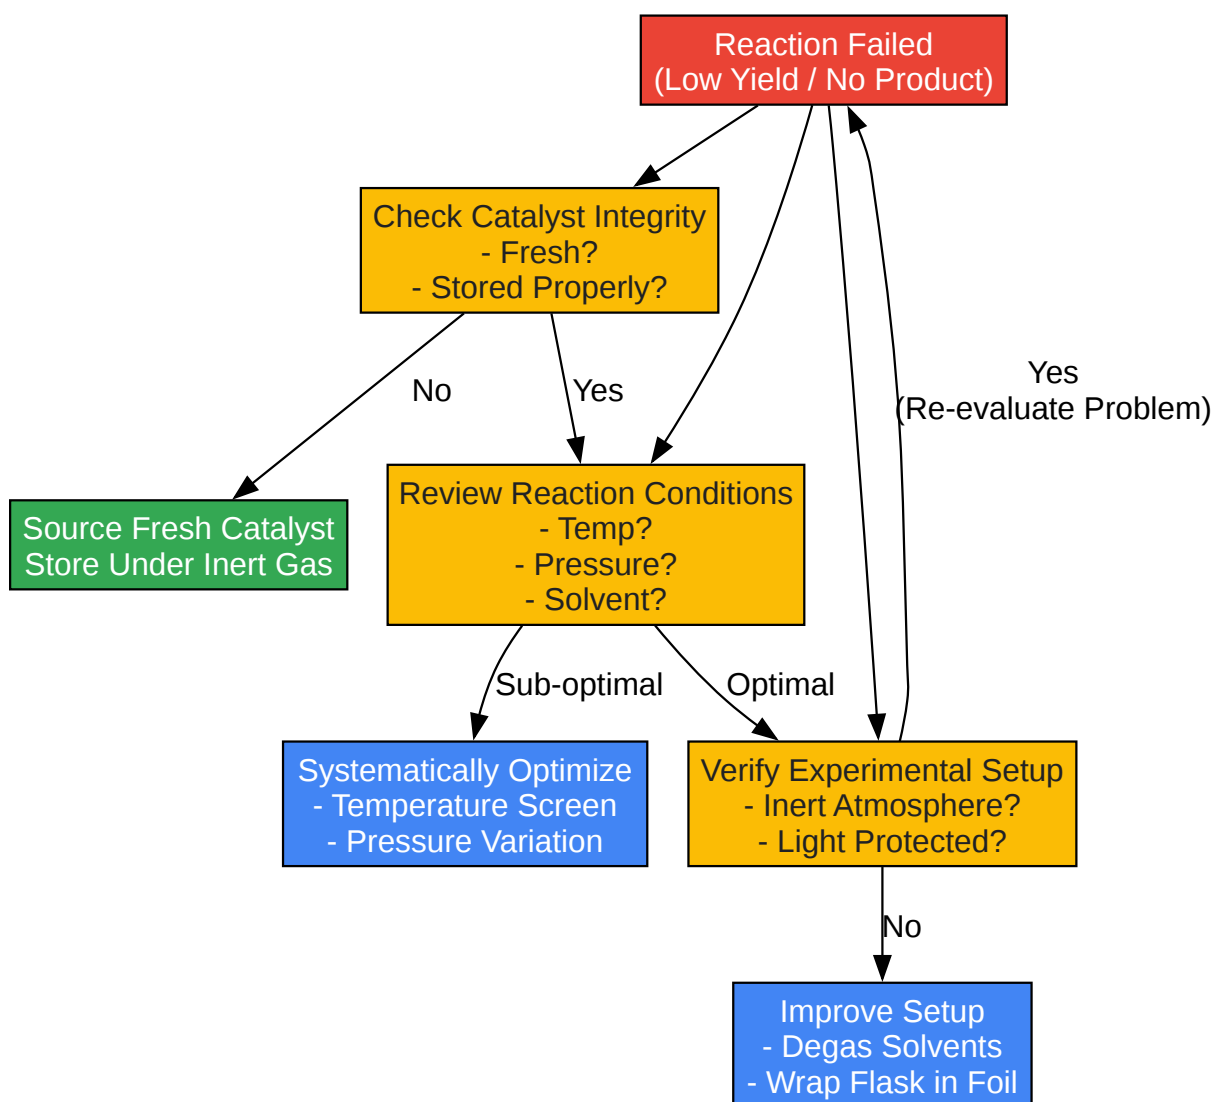 Reaction Failed
(Low Yield / No Product)
Check Catalyst Integrity
- Fresh?
- Stored Properly?
Yes
(Re-evaluate Problem)
No
Yes
Review Reaction Conditions
- Temp?
- Pressure?
- Solvent?
Source Fresh Catalyst
Store Under Inert Gas
Sub-optimal
Optimal
Systematically Optimize
- Temperature Screen
- Pressure Variation
Verify Experimental Setup
- Inert Atmosphere?
- Light Protected?
No
Improve Setup
- Degas Solvents
- Wrap Flask in Foil